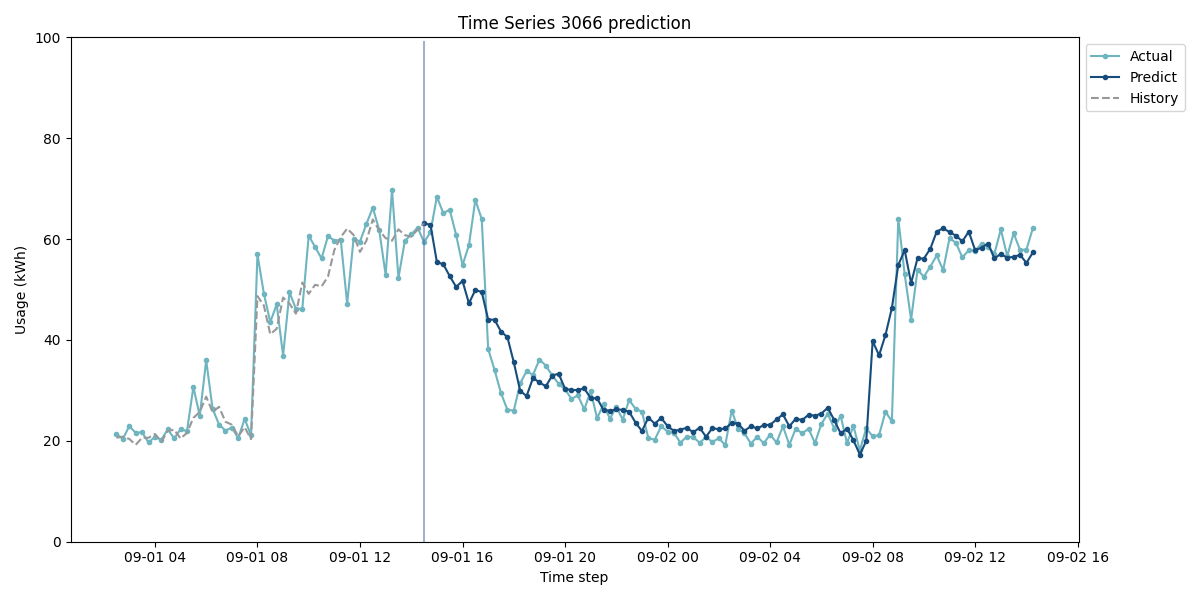 Time Series 3066 prediction
100
80
60
40
20
0
Usage (kWh)
09-01 04
09-01 08
09-01 12
09-01 16
09-01 20
09-02 00
09-02 04
09-02 08
09-02 12
09-02 16
Time step
Actual
Predict
History